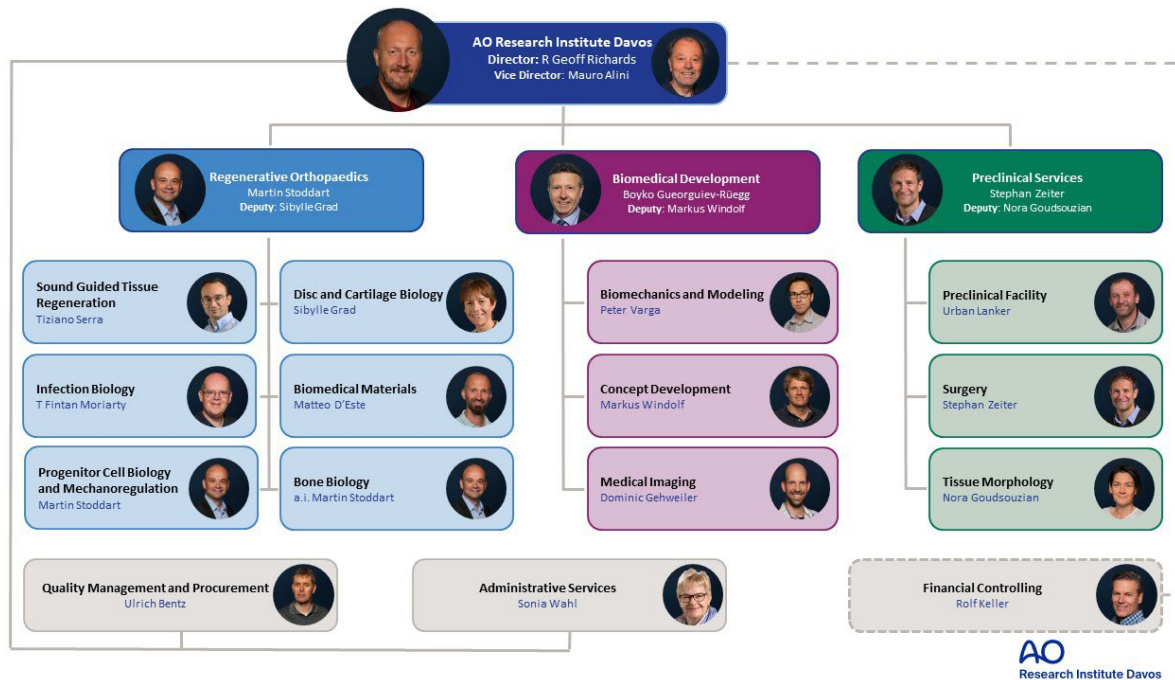 AO Research Institute Davos
Director: R Geoff Richards
Vice Director: Mauro Alini
Regenerative Orthopaedics
Martin Stoddart
Deputy: Sibylle Grad
Biomedical Development
Boyko Gueorguiev-Rüegg
Deputy: Markus Windolf
Preclinical Services
Stephan Zeiter
Deputy: Nora Goudsouzian
Sound Guided Tissue
Regeneration
Tiziano Serra
Disc and Cartilage Biology
Sibylle Grad
Biomechanics and Modeling
Peter Varga
Preclinical Facility
Urban Lanker
Infection Biology
T Fintan Moriarty
Biomedical Materials
Matteo D'Este
Concept Development
Markus Windolf
Surgery
Stephan Zeiter
Progenitor Cell Biology
and Mechanoregulation
Martin Stoddart
Bone Biology
a.i. Martin Stoddart
Medical Imaging
Dominic Gehweiler
Tissue Morphology
Nora Goudsouzian
Quality Management and Procurement
Ulrich Bentz
Administrative Services
Sonia Wahl
Financial Controlling
Rolf Keller
AO
Research Institute Davos